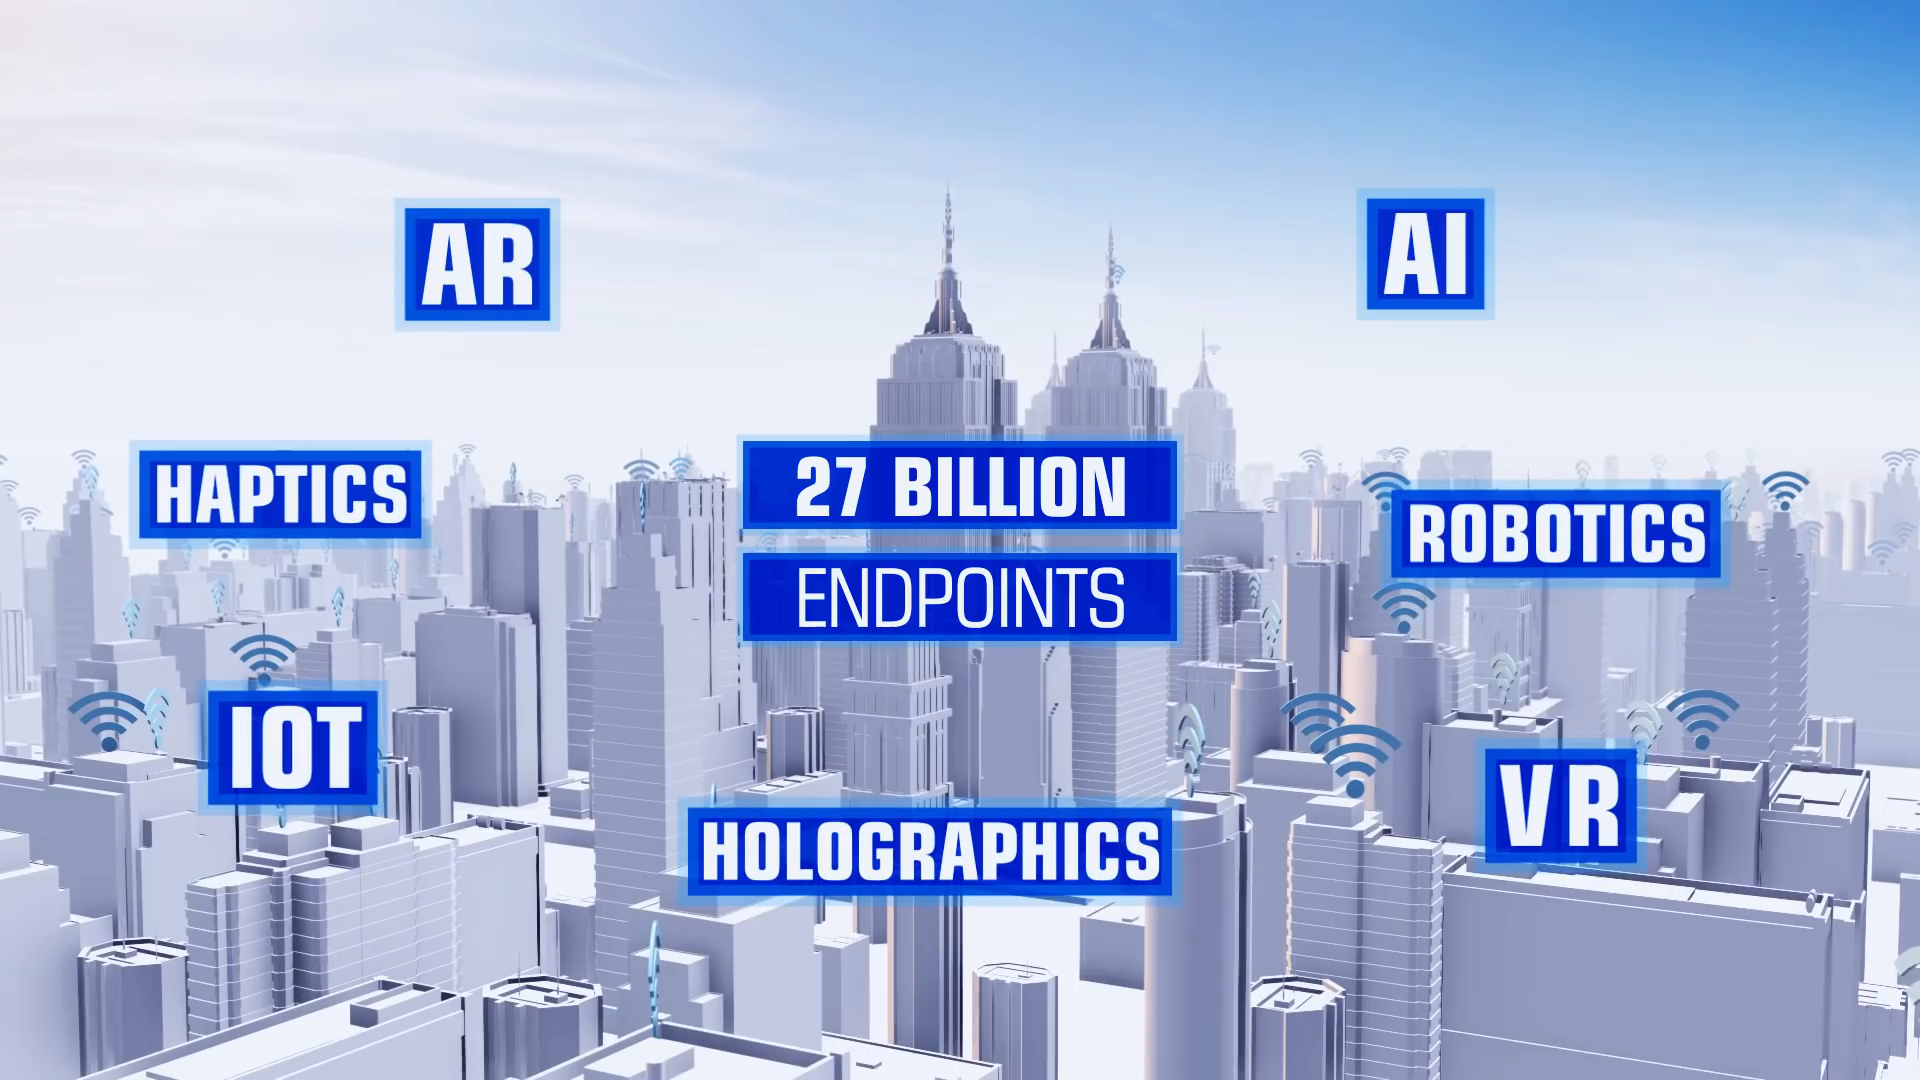 AR
AI
HAPTICS
27 BILLION
ENDPOINTS
ROBOTICS
IOT
VR
HOLOGRAPHICS